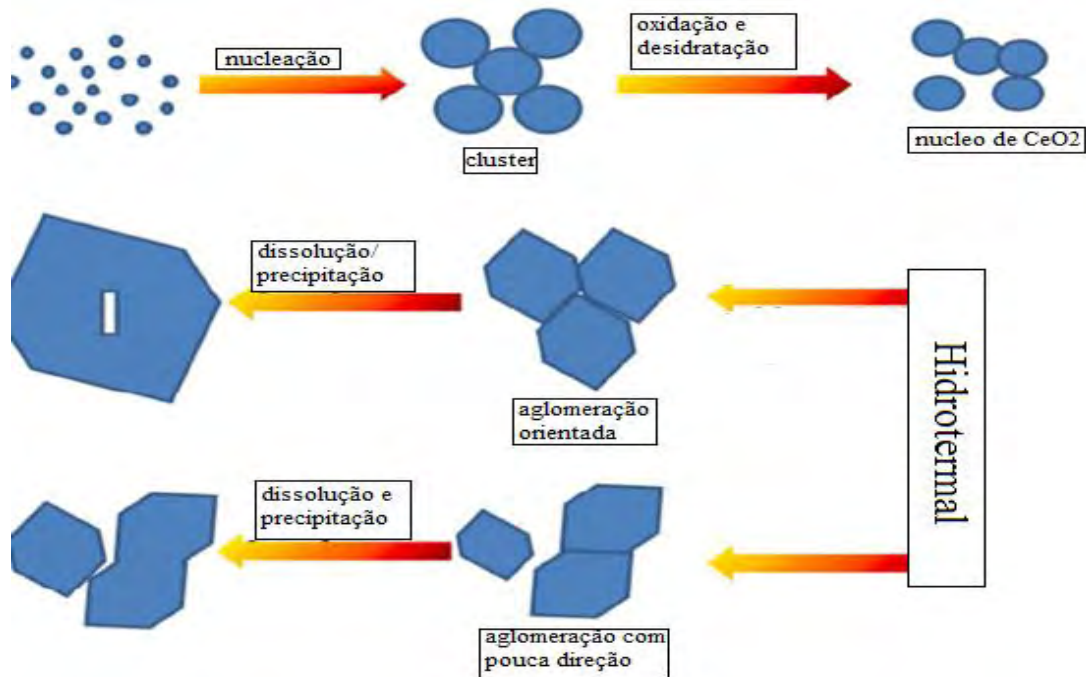 nucleação
oxidação e
desidratação
cluster
nucleo de CeO2
dissolução/
precipitação
aglomeração
orientada
Hidrotermal
dissolução e
precipitação
aglomeração com
pouca direção